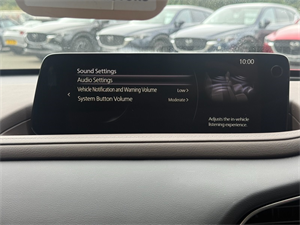 10:00
Sound Settings
Audio Settings
Vehicle Notification and Warning Volume Low >
System Button Volume Moderate >
Adjusts the in-vehicle
listening experience.